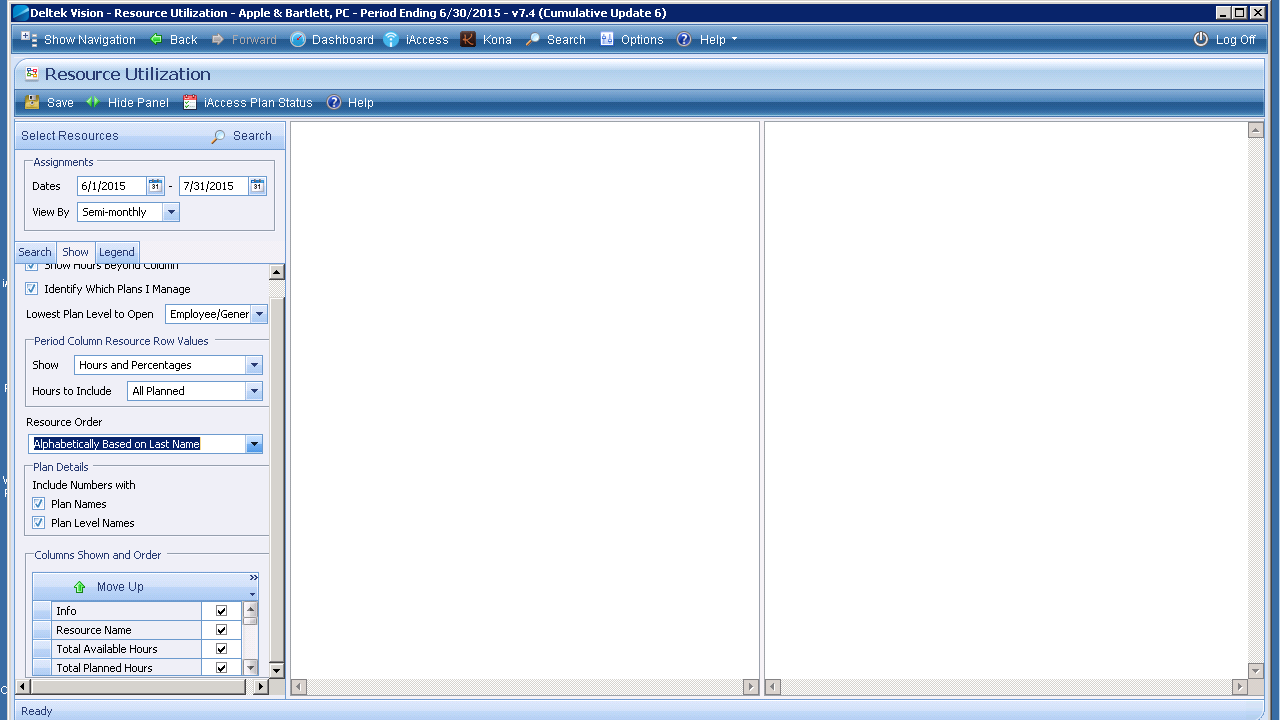 Deltek Vision - Resource Utilization - Apple & Bartlett, PC - Period Ending 6/30/2015 - v7.4 (Cumulative Update 6)
Show Navigation Back Forward Dashboard iAccess Kona Search Options Help Log Off
Resource Utilization
Save Hide Panel iAccess Plan Status Help
Select Resources Search
Assignments
Dates 6/1/2015 31 - 7/31/2015 31
View By Semi-monthly
Search Show Legend
Show Hours Beyond Column
Identify Which Plans I Manage
Lowest Plan Level to Open Employee/Gener
Period Column Resource Row Values
Show Hours and Percentages
Hours to Include All Planned
Resource Order
Alphabetically Based on Last Name
Plan Details
Include Numbers with
Plan Names
Plan Level Names
Columns Shown and Order
Move Up
Info
Resource Name
Total Available Hours
Total Planned Hours
Ready